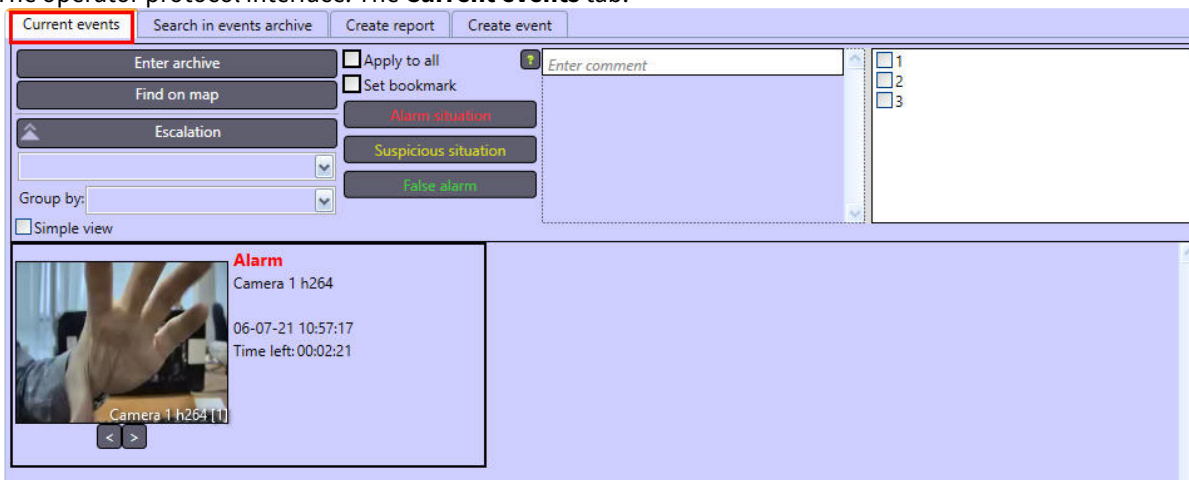 The operator protocol interface. The Current events tab.
Current events
Search in events archive
Create report
Create event
Enter archive
Find on map
Escalation
Group by:
Simple view
Apply to all
?
Set bookmark
Alarm situation
Suspicious situation
False alarm
Enter comment
1
2
3
Alarm
Camera 1 h264
06-07-21 10:57:17
Time left: 00:02:21
Camera 1 h264 [1]
< >